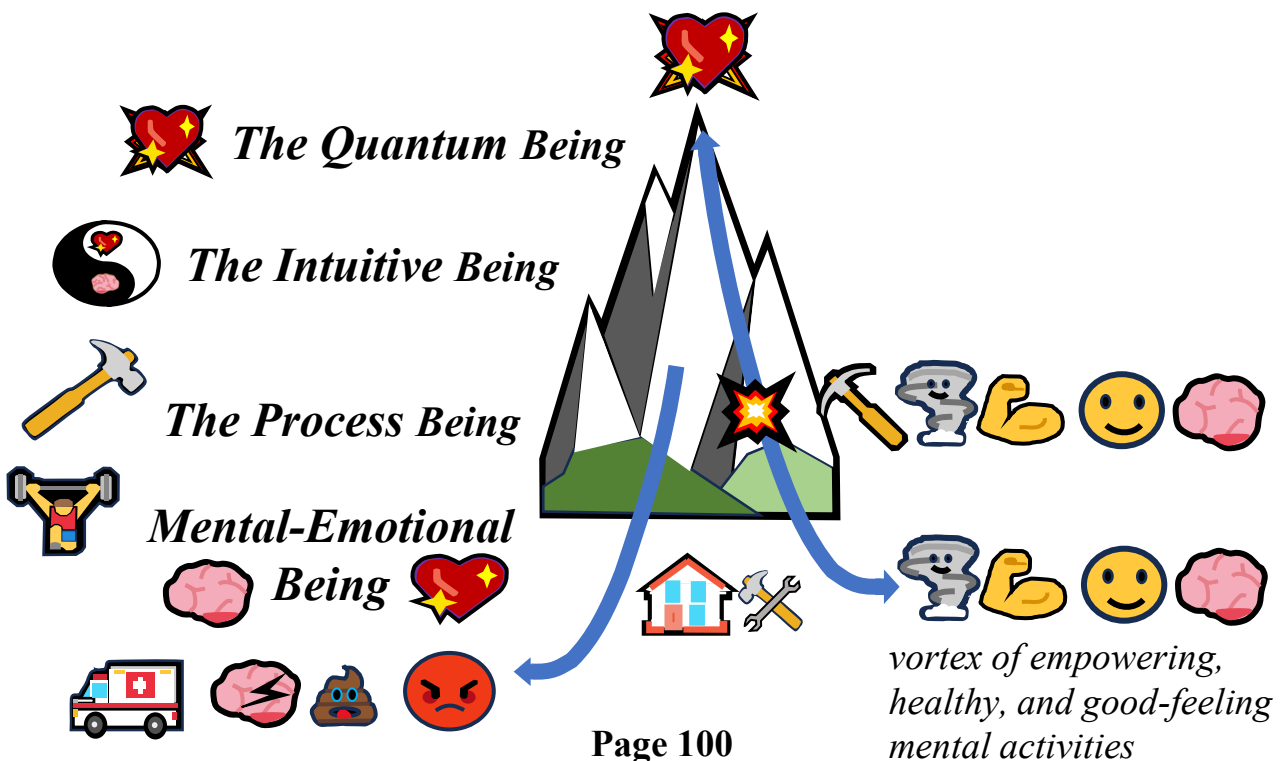 The Quantum Being
The Intuitive Being
The Process Being
Mental-Emotional
Being
vortex of empowering,
healthy, and good-feeling
mental activities
Page 100